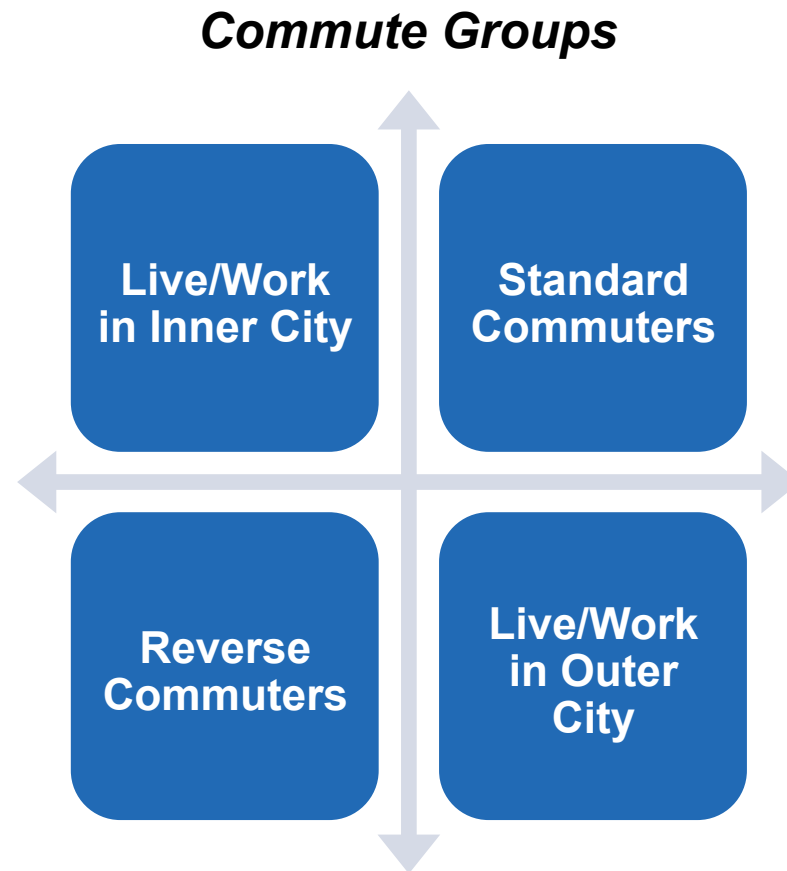 Commute Groups
Live/Work
in Inner City
Standard
Commuters
Reverse
Commuters
Live/Work
in Outer
City